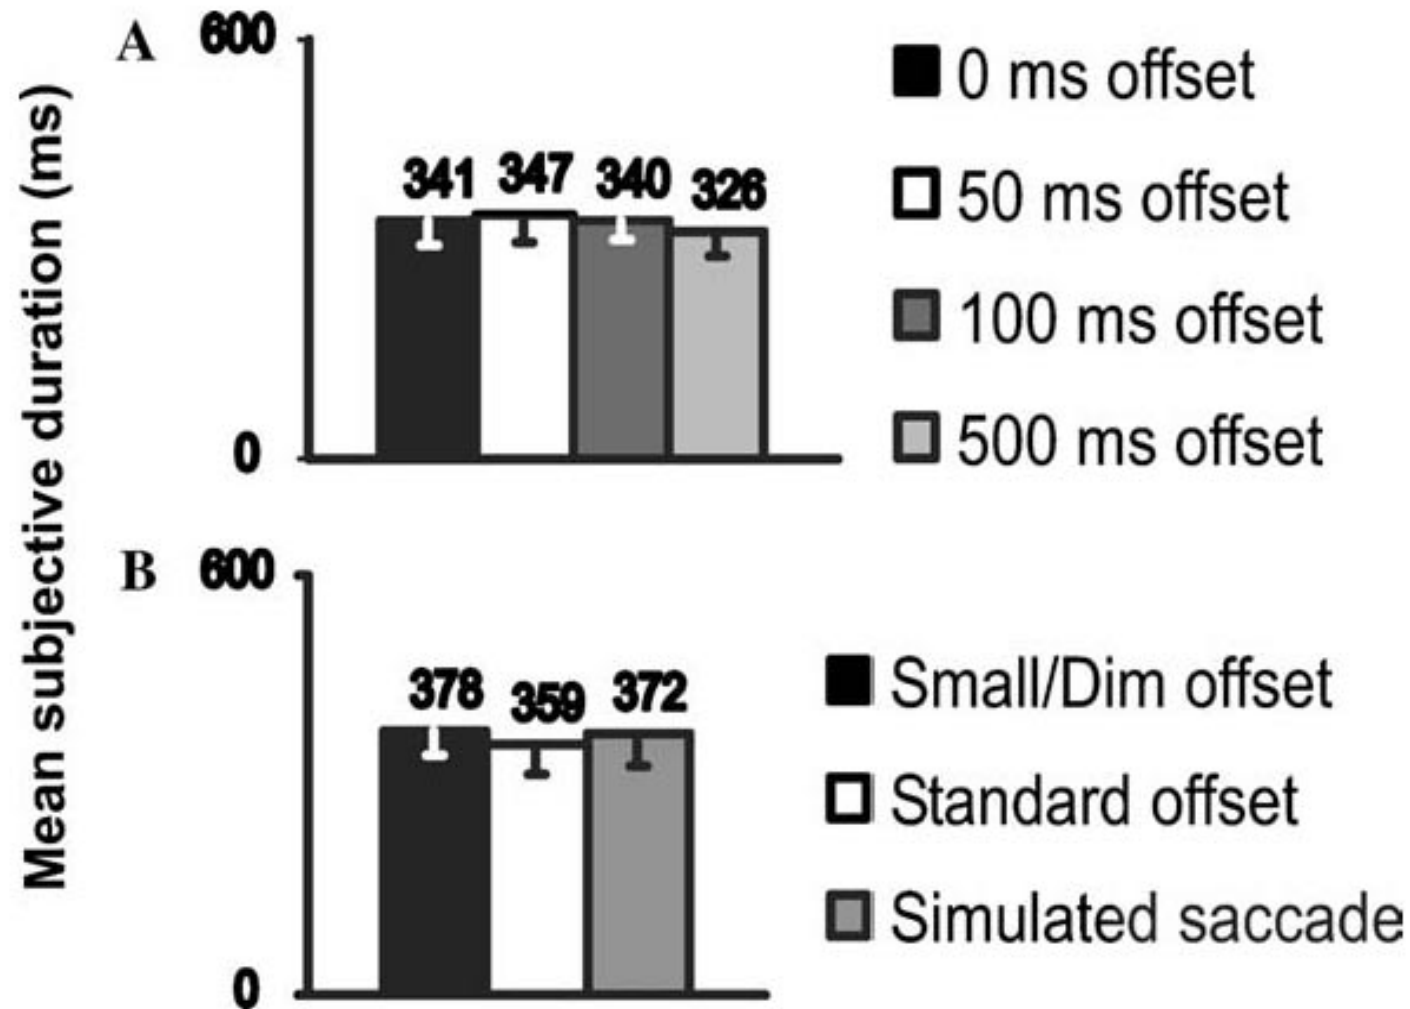 Mean subjective duration (ms)
A
600
341
347
340
326
0
0 ms offset
50 ms offset
100 ms offset
500 ms offset
B
600
378
359
372
0
Small/Dim offset
Standard offset
Simulated saccade